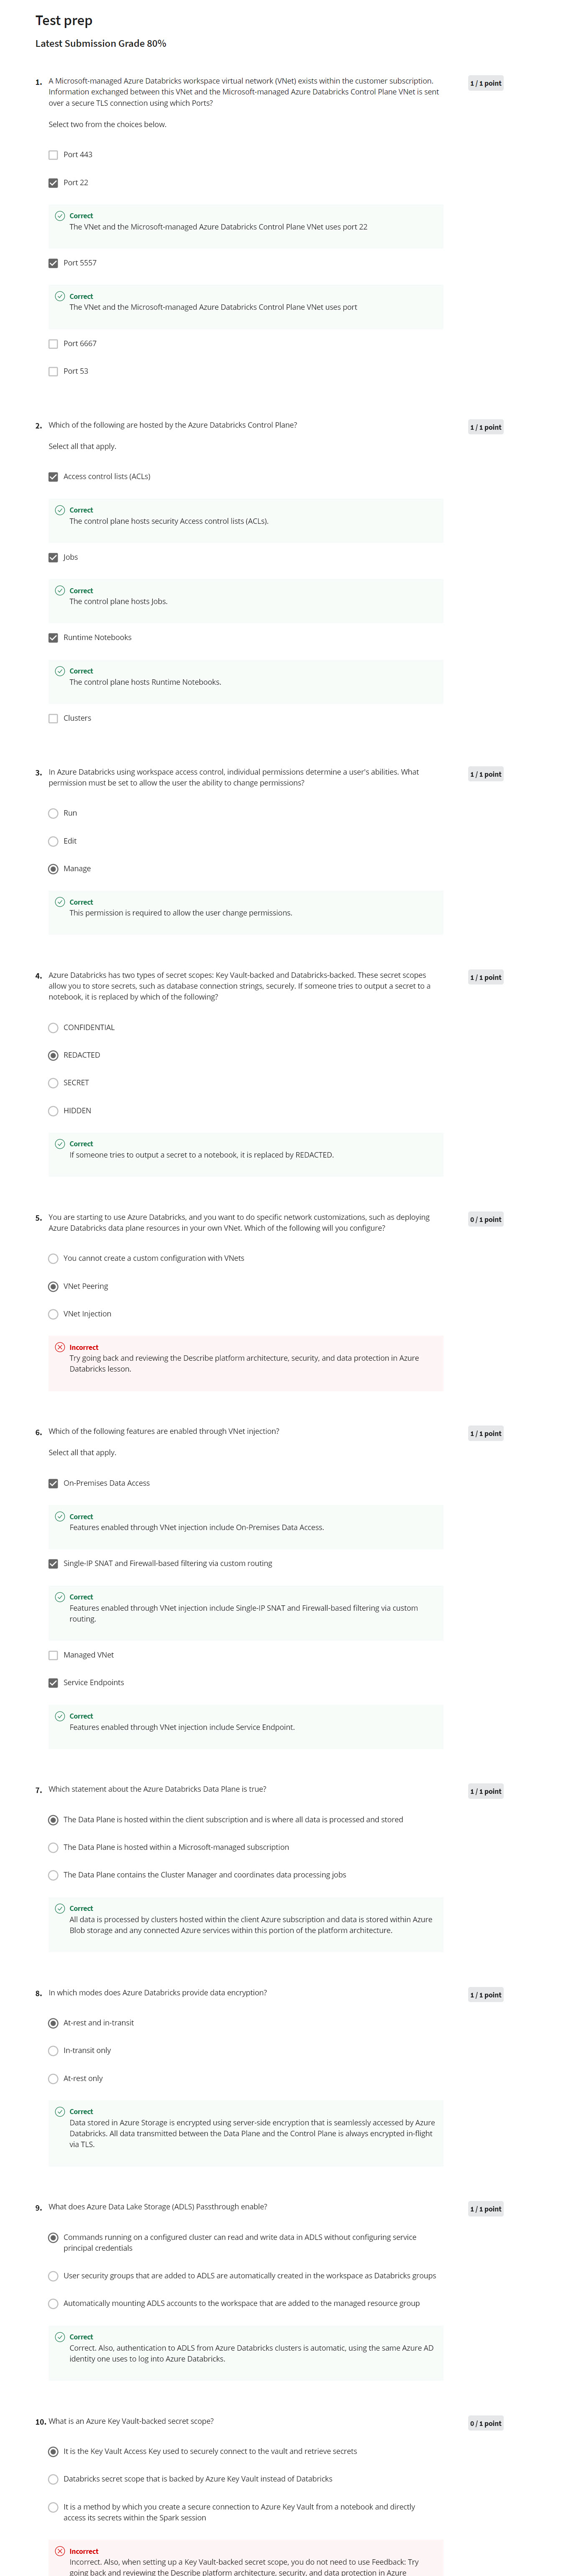 Test prep
Latest Submission Grade 80%
1. A Microsoft-managed Azure Databricks workspace virtual network (VNet) exists within the customer subscription.
Information exchanged between this VNet and the Microsoft-managed Azure Databricks Control Plane VNet is sent
over a secure TLS connection using which Ports?
1 / 1 point
Select two from the choices below.
Port 443
Port 22
Correct
The VNet and the Microsoft-managed Azure Databricks Control Plane VNet uses port 22
Port 5557
Correct
The VNet and the Microsoft-managed Azure Databricks Control Plane VNet uses port
Port 6667
Port 53
2. Which of the following are hosted by the Azure Databricks Control Plane?
1 / 1 point
Select all that apply.
Access control lists (ACLs)
Correct
The control plane hosts security Access control lists (ACLs).
Jobs
Correct
The control plane hosts Jobs.
Runtime Notebooks
Correct
The control plane hosts Runtime Notebooks.
Clusters
3. In Azure Databricks using workspace access control, individual permissions determine a user's abilities. What
permission must be set to allow the user the ability to change permissions?
1 / 1 point
Run
Edit
Manage
Correct
This permission is required to allow the user change permissions.
4. Azure Databricks has two types of secret scopes: Key Vault-backed and Databricks-backed. These secret scopes
allow you to store secrets, such as database connection strings, securely. If someone tries to output a secret to a
notebook, it is replaced by which of the following?
1 / 1 point
CONFIDENTIAL
REDACTED
SECRET
HIDDEN
Correct
If someone tries to output a secret to a notebook, it is replaced by REDACTED.
5. You are starting to use Azure Databricks, and you want to do specific network customizations, such as deploying
Azure Databricks data plane resources in your own VNet. Which of the following will you configure?
0 / 1 point
You cannot create a custom configuration with VNets
VNet Peering
VNet Injection
Incorrect
Try going back and reviewing the Describe platform architecture, security, and data protection in Azure
Databricks lesson.
6. Which of the following features are enabled through VNet injection?
1 / 1 point
Select all that apply.
On-Premises Data Access
Correct
Features enabled through VNet injection include On-Premises Data Access.
Single-IP SNAT and Firewall-based filtering via custom routing
Correct
Features enabled through VNet injection include Single-IP SNAT and Firewall-based filtering via custom
routing.
Managed VNet
Service Endpoints
Correct
Features enabled through VNet injection include Service Endpoint.
7. Which statement about the Azure Databricks Data Plane is true?
1 / 1 point
The Data Plane is hosted within the client subscription and is where all data is processed and stored
The Data Plane is hosted within a Microsoft-managed subscription
The Data Plane contains the Cluster Manager and coordinates data processing jobs
Correct
All data is processed by clusters hosted within the client Azure subscription and data is stored within Azure
Blob storage and any connected Azure services within this portion of the platform architecture.
8. In which modes does Azure Databricks provide data encryption?
1 / 1 point
At-rest and in-transit
In-transit only
At-rest only
Correct
Data stored in Azure Storage is encrypted using server-side encryption that is seamlessly accessed by Azure
Databricks. All data transmitted between the Data Plane and the Control Plane is always encrypted in-flight
via TLS.
9. What does Azure Data Lake Storage (ADLS) Passthrough enable?
1 / 1 point
Commands running on a configured cluster can read and write data in ADLS without configuring service
principal credentials
User security groups that are added to ADLS are automatically created in the workspace as Databricks groups
Automatically mounting ADLS accounts to the workspace that are added to the managed resource group
Correct
Correct. Also, authentication to ADLS from Azure Databricks clusters is automatic, using the same Azure AD
identity one uses to log into Azure Databricks.
10. What is an Azure Key Vault-backed secret scope?
0 / 1 point
It is the Key Vault Access Key used to securely connect to the vault and retrieve secrets
Databricks secret scope that is backed by Azure Key Vault instead of Databricks
It is a method by which you create a secure connection to Azure Key Vault from a notebook and directly
access its secrets within the Spark session
Incorrect
Incorrect. Also, when setting up a Key Vault-backed secret scope, you do not need to use Feedback: Try
going back and reviewing the Describe platform architecture, security, and data protection in Azure